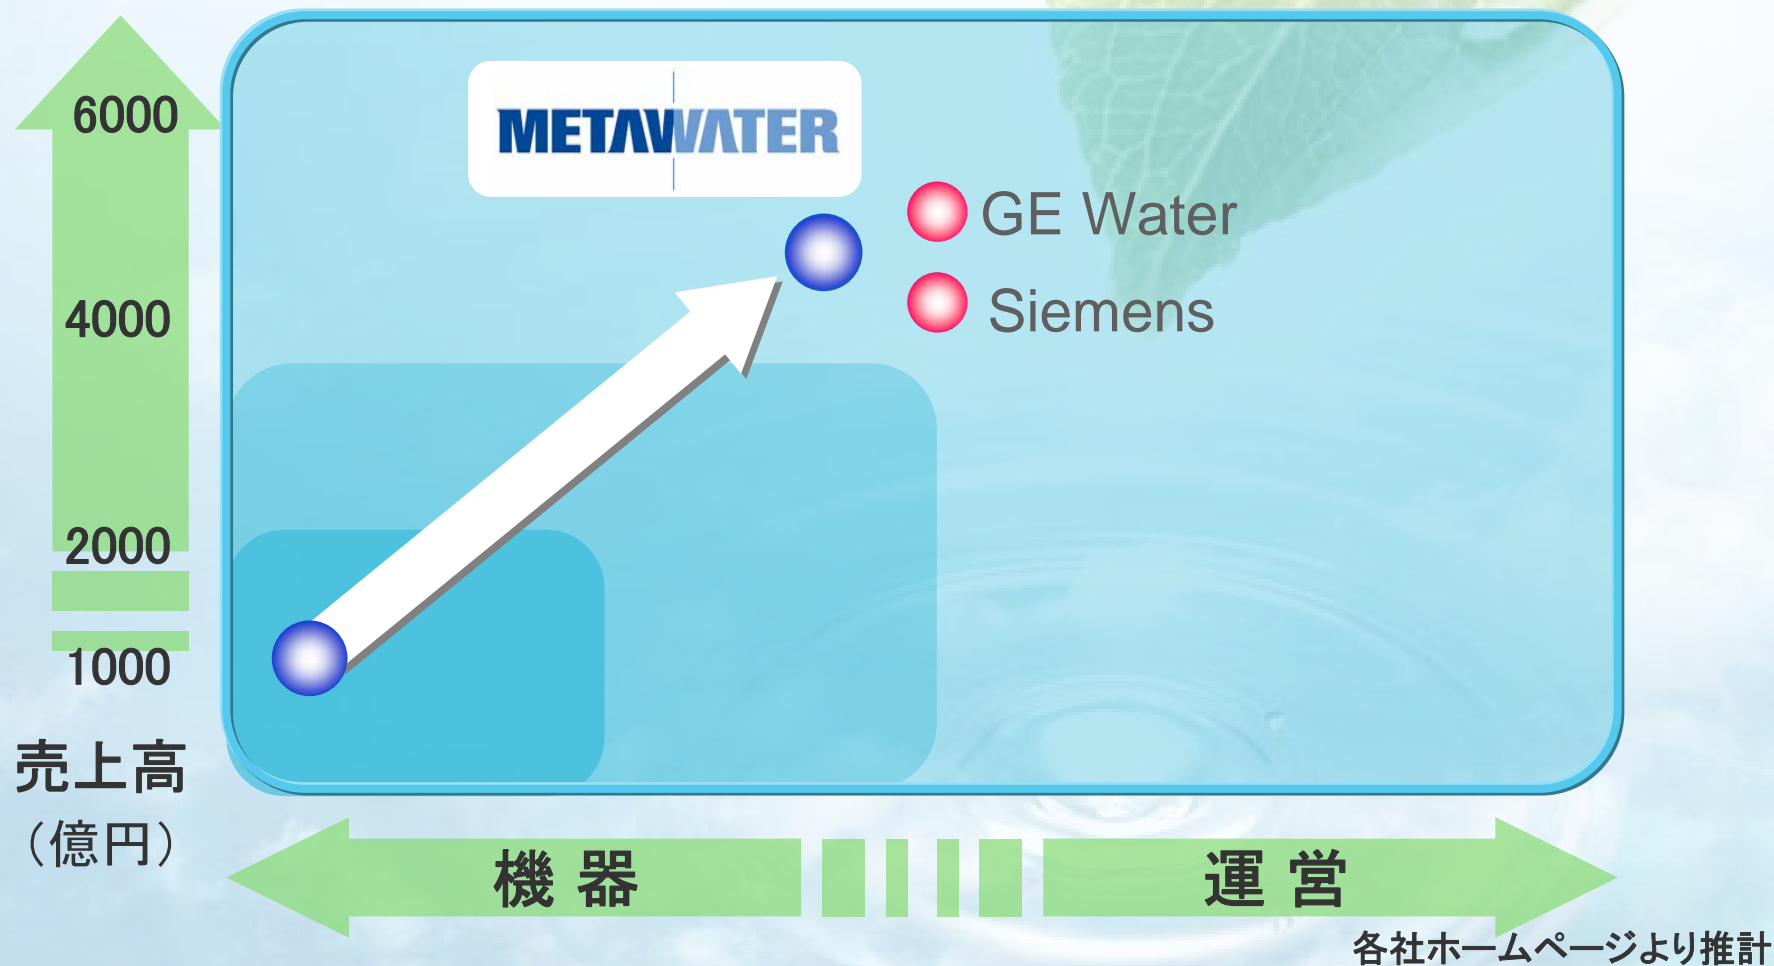 6000
METAWATER
GE Water
4000
Siemens
2000
1000
売上高
（億円）
機 器
運 営
各社ホームページより推計